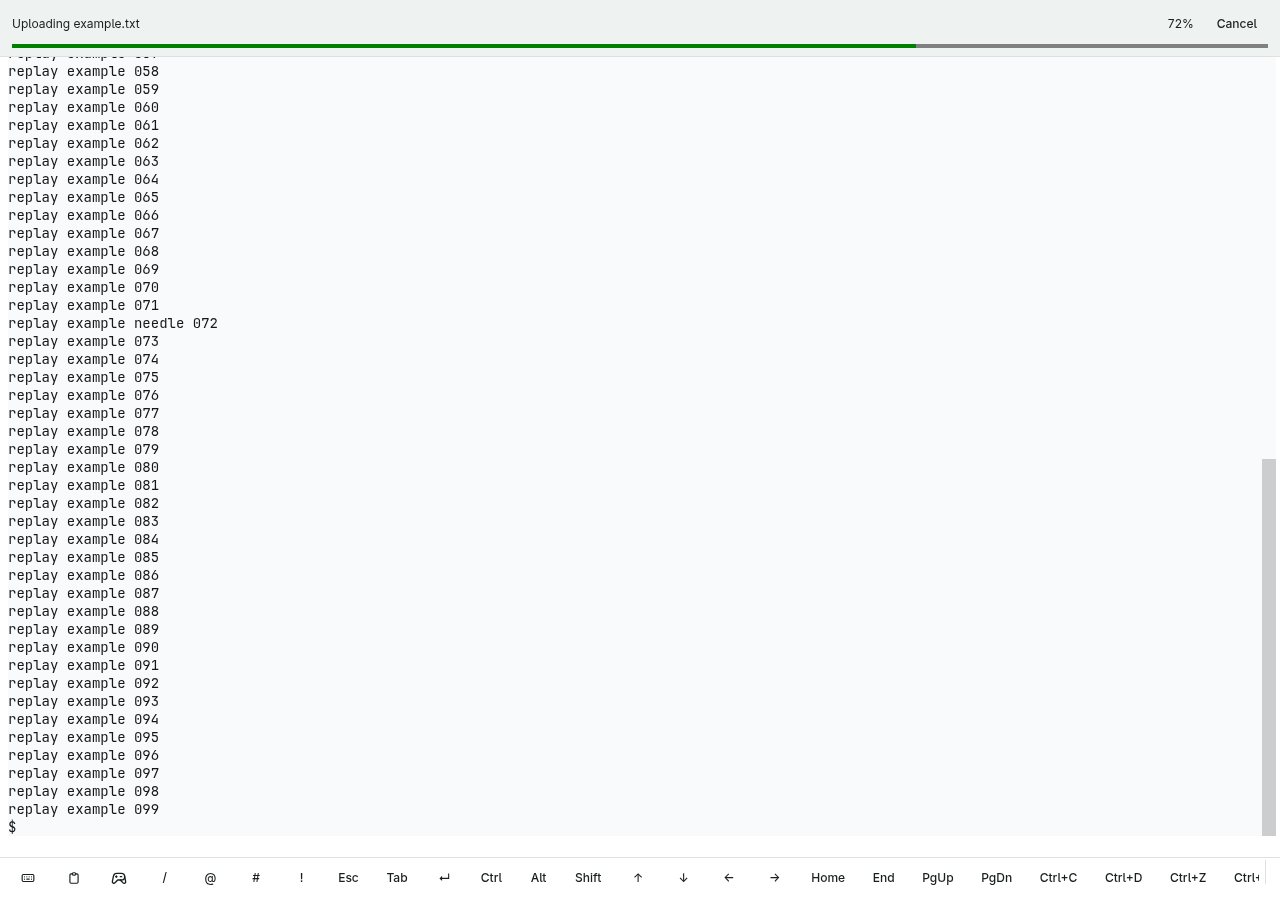 Uploading example.txt 72% Cancel
replay example 058
replay example 059
replay example 060
replay example 061
replay example 062
replay example 063
replay example 064
replay example 065
replay example 066
replay example 067
replay example 068
replay example 069
replay example 070
replay example 071
replay example needle 072
replay example 073
replay example 074
replay example 075
replay example 076
replay example 077
replay example 078
replay example 079
replay example 080
replay example 081
replay example 082
replay example 083
replay example 084
replay example 085
replay example 086
replay example 087
replay example 088
replay example 089
replay example 090
replay example 091
replay example 092
replay example 093
replay example 094
replay example 095
replay example 096
replay example 097
replay example 098
replay example 099
$
/ @ # ! Esc Tab ↵ Ctrl Alt Shift ↑ ↓ ← → Home End PgUp PgDn Ctrl+C Ctrl+D Ctrl+Z